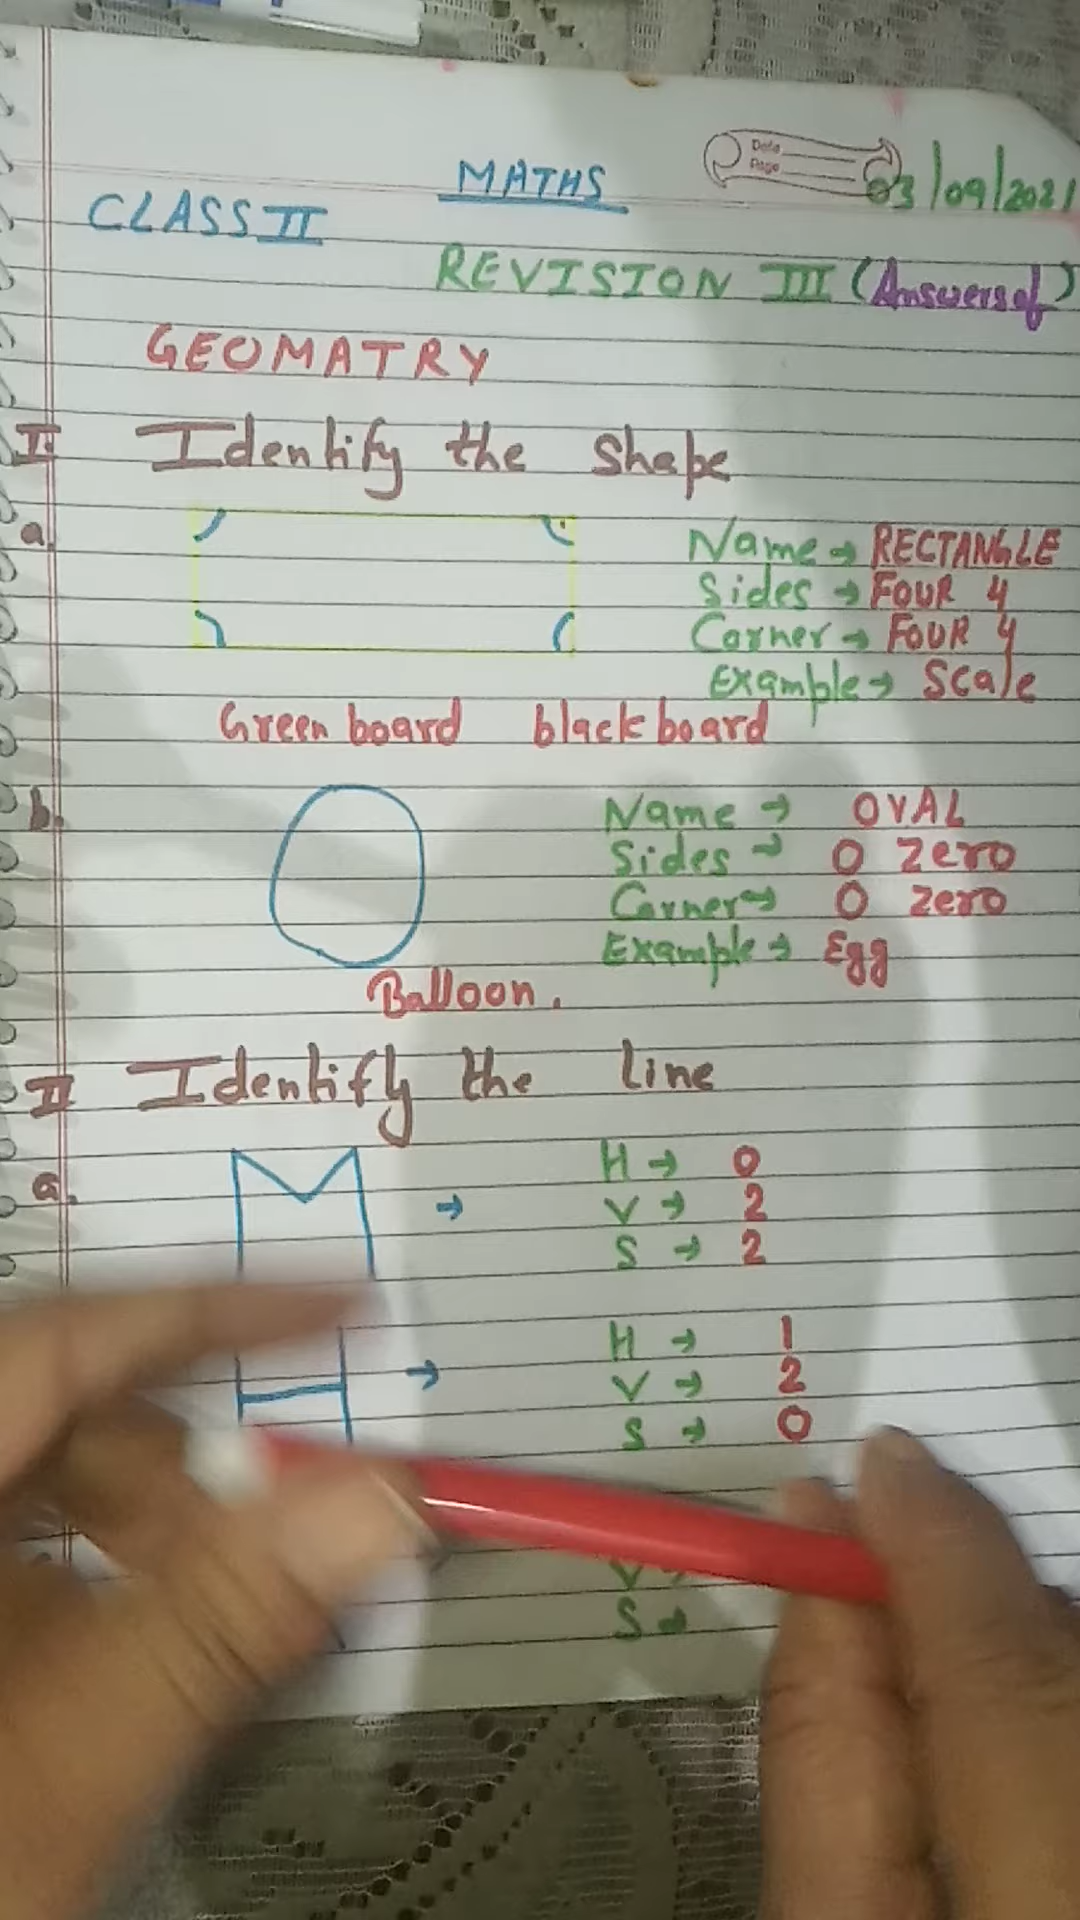 MATHS
Date
Page
03/09/2021
CLASS II
REVISION III (Answers of)
GEOMATRY
I. Identify the shape
a.
Name → RECTANGLE
Sides → FOUR 4
Corner → FOUR 4
Example → Scale
Green board black board
b.
Name → OVAL
Sides → 0 Zero
Corner → 0 Zero
Example → Egg
Balloon.
II Identify the line
a. M →
H → 0
V → 2
S → 2
H →
H → 1
V → 2
S → 0
V →
S →